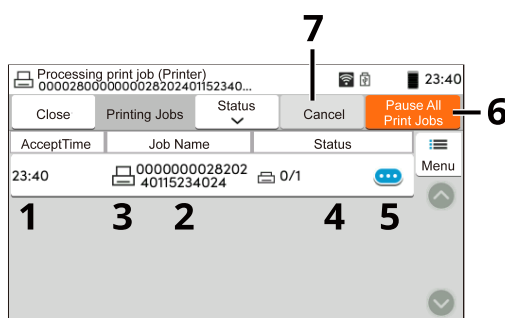 7
Processing print job (Printer)
0000280000000028202401152340...
23:40
Close
Printing Jobs
Status
Cancel
Pause All
Print Jobs
6
AcceptTime
Job Name
Status
Menu
23:40
0000000028202
40115234024
0/1
1
3
2
4
5